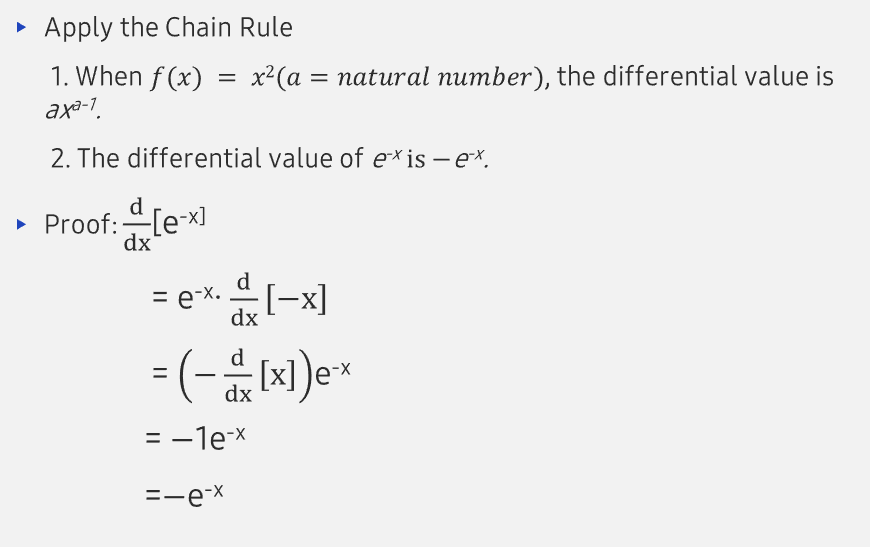 ▸ Apply the Chain Rule
1. When f(x) = x²(a = natural number), the differential value is
axᵃ⁻¹.
2. The differential value of e⁻ˣ is − e⁻ˣ.
▸ Proof: d/dx [e⁻ˣ]
= e⁻ˣ· d/dx [−x]
= (− d/dx [x])e⁻ˣ
= −1e⁻ˣ
=−e⁻ˣ